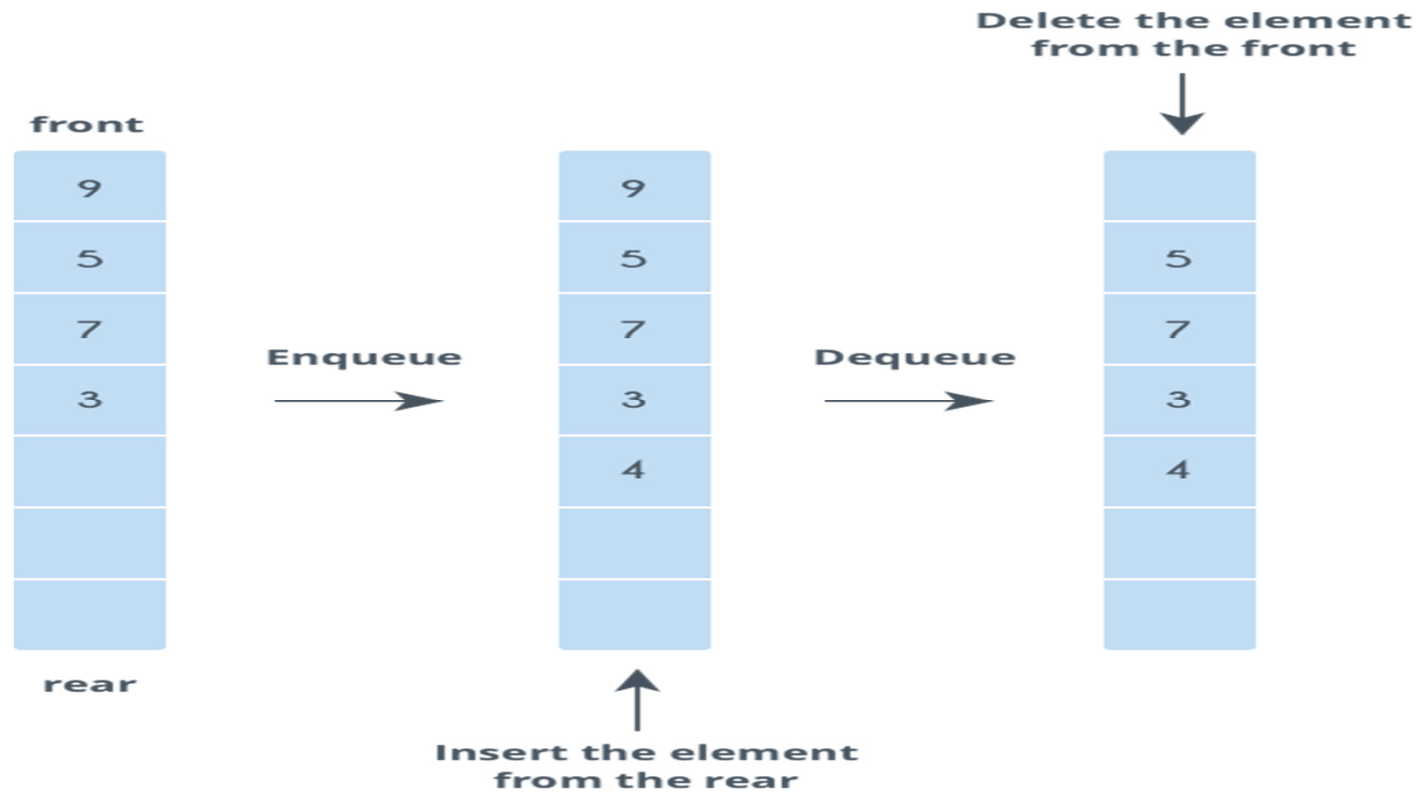 Delete the element
from the front
front
9
5
7
3
rear
Enqueue
9
5
7
3
4
Insert the element
from the rear
Dequeue
5
7
3
4